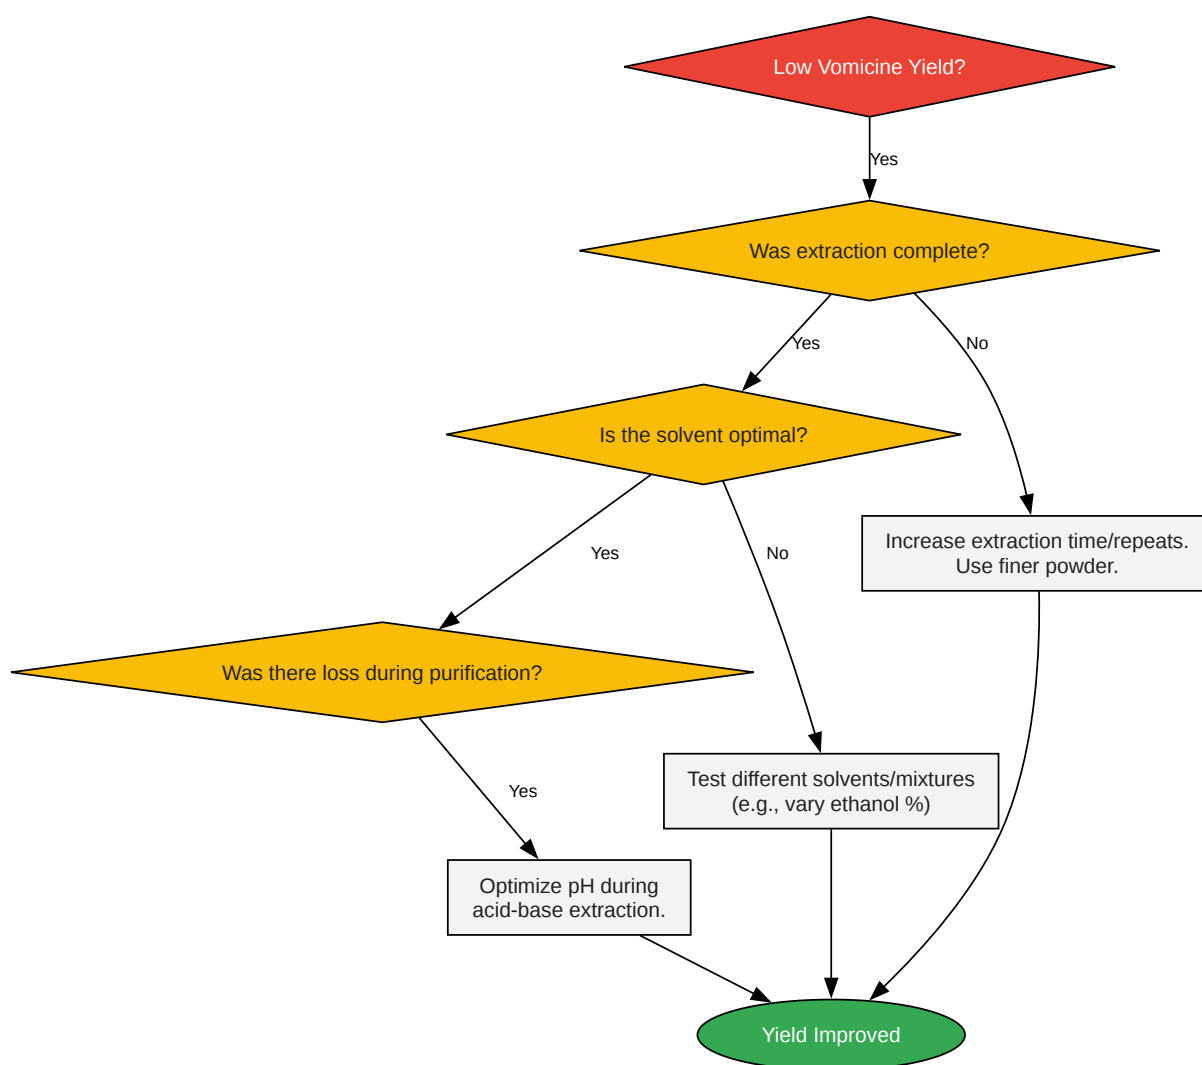 Low Vomicine Yield?
Yes
Was extraction complete?
Yes
No
Is the solvent optimal?
Increase extraction time/repeats.
Use finer powder.
Yes
No
Was there loss during purification?
Test different solvents/mixtures
(e.g., vary ethanol %)
Yes
Optimize pH during
acid-base extraction.
Yield Improved